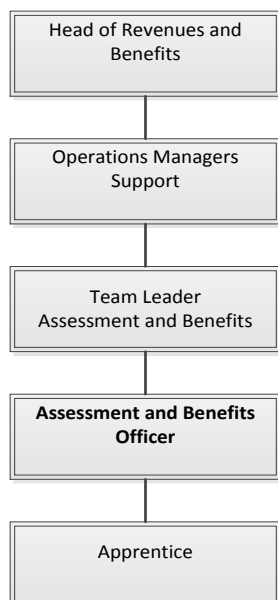 Head of Revenues and
Benefits
Operations Managers
Support
Team Leader
Assessment and Benefits
Assessment and Benefits
Officer
Apprentice